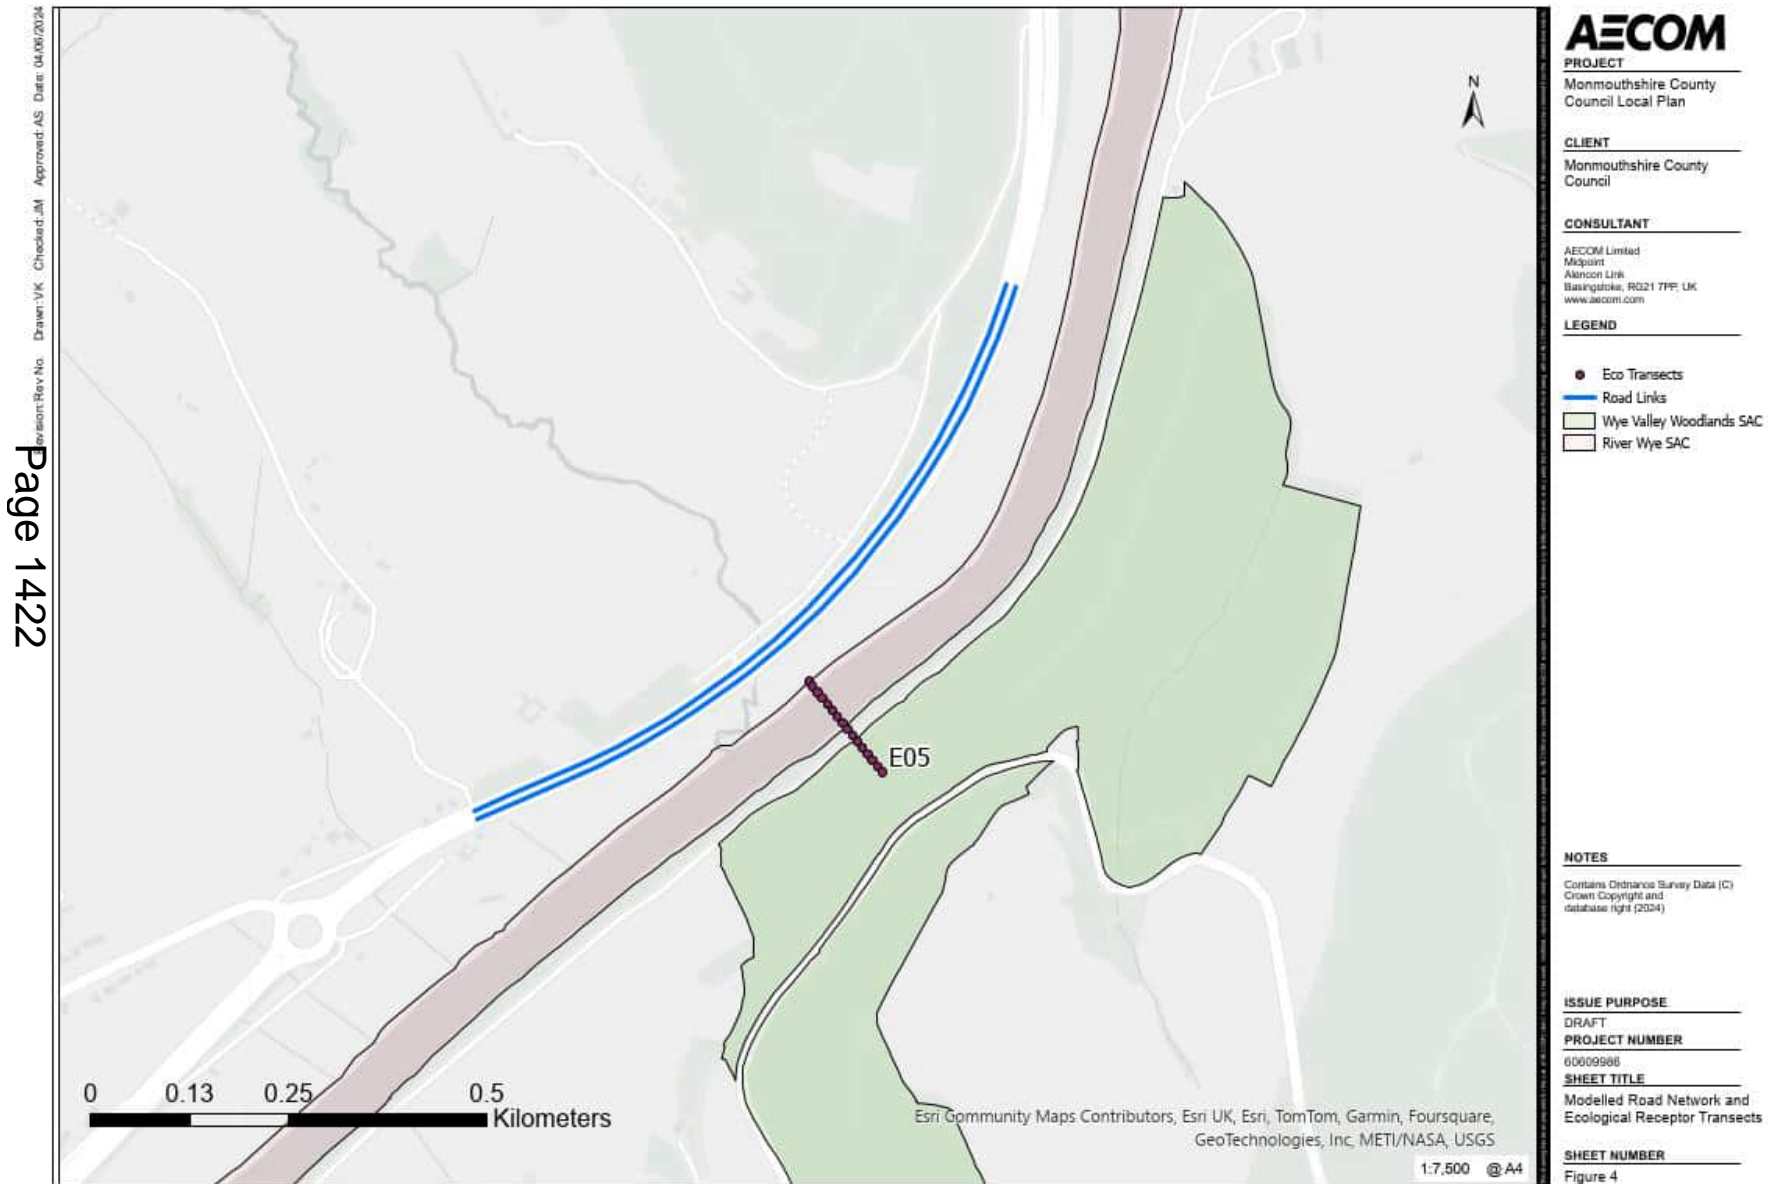 Revision: Rev No. Drawn: VK Checked: JM Approved: AS Date: 04/06/2024
Page 1422
N
E05
0 0.13 0.25 0.5
Kilometers
Esri Community Maps Contributors, Esri UK, Esri, TomTom, Garmin, Foursquare,
GeoTechnologies, Inc, METI/NASA, USGS
1:7,500 @ A4
AECOM
PROJECT
Monmouthshire County
Council Local Plan
CLIENT
Monmouthshire County
Council
CONSULTANT
AECOM Limited
Midpoint
Alencon Link
Basingstoke, RG21 7PP, UK
www.aecom.com
LEGEND
Eco Transects
Road Links
Wye Valley Woodlands SAC
River Wye SAC
NOTES
Contains Ordnance Survey Data (C)
Crown Copyright and
database right (2024)
ISSUE PURPOSE
DRAFT
PROJECT NUMBER
60609986
SHEET TITLE
Modelled Road Network and
Ecological Receptor Transects
SHEET NUMBER
Figure 4